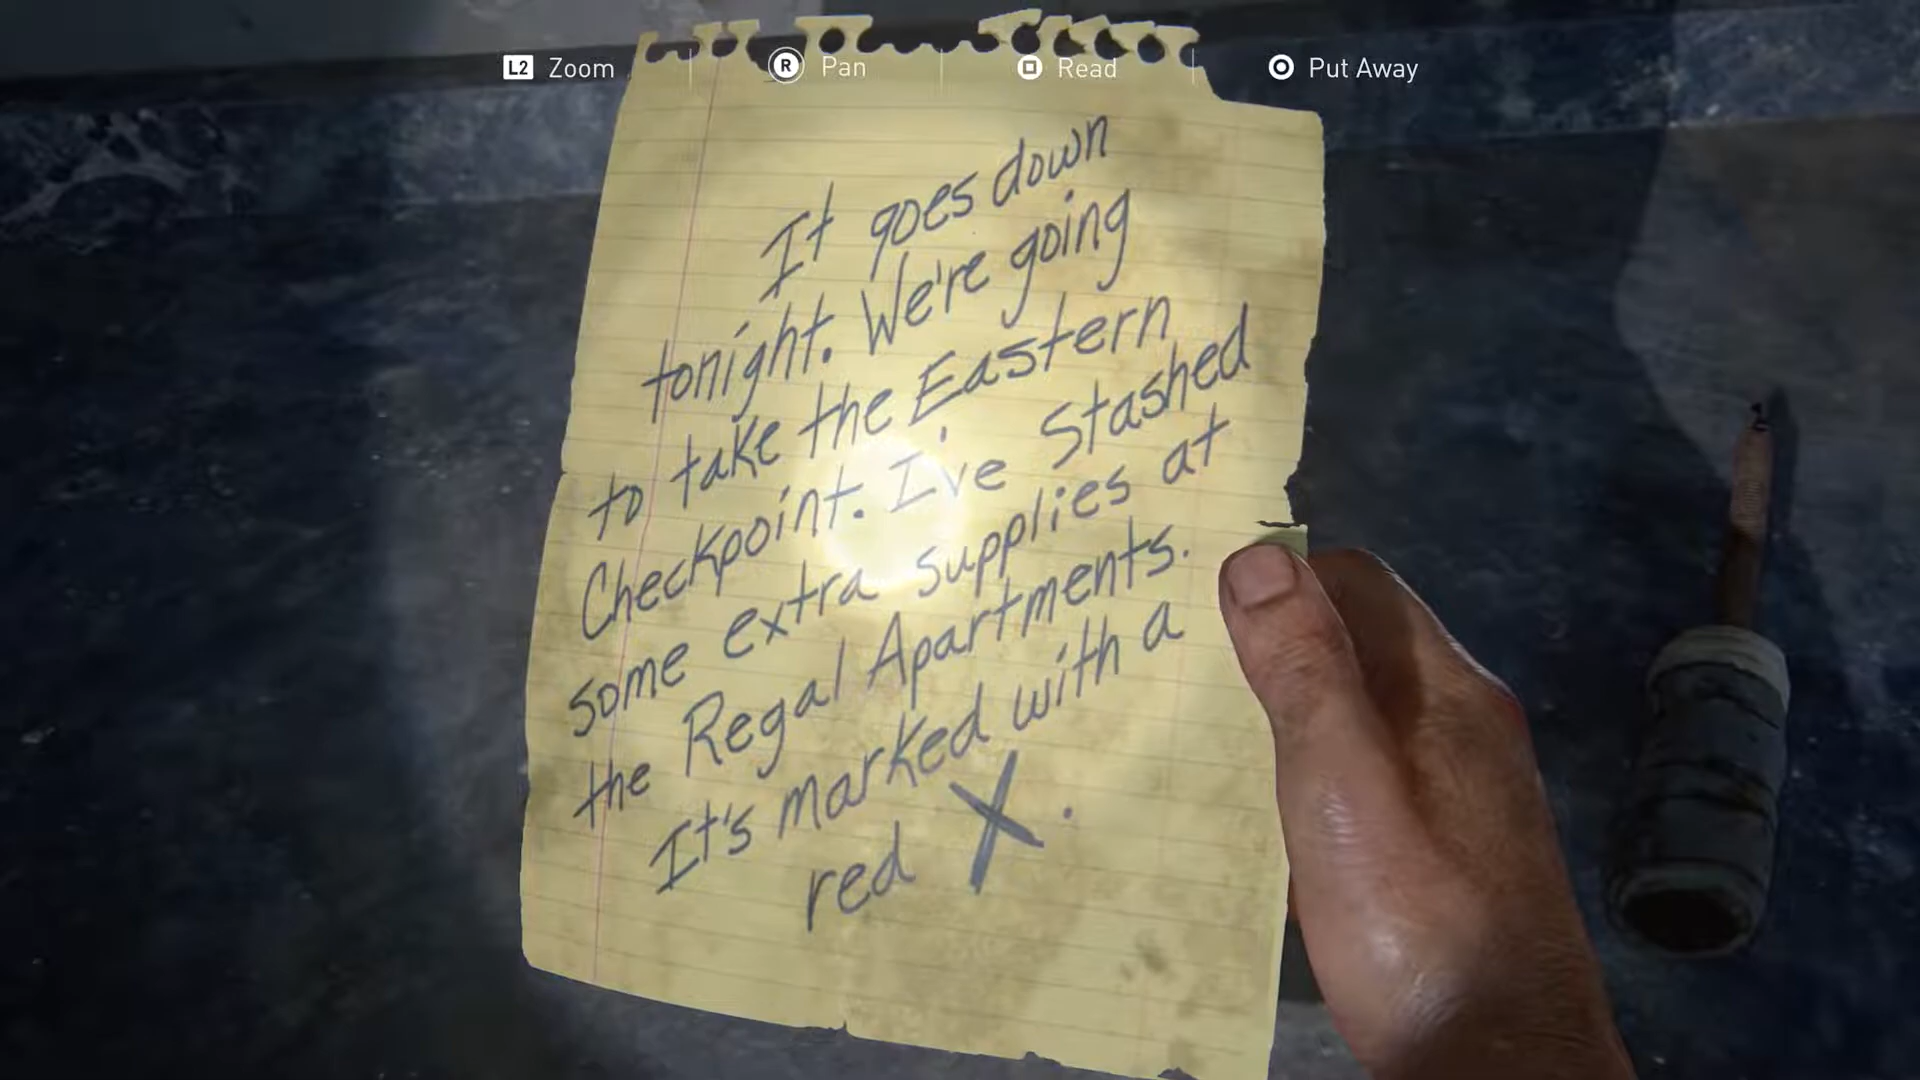 L2 Zoom R Pan Read Put Away
It goes down
tonight. We're going
to take the Eastern
Checkpoint. I've Stashed
some extra supplies at
the Regal Apartments.
It's marked with a
red X.